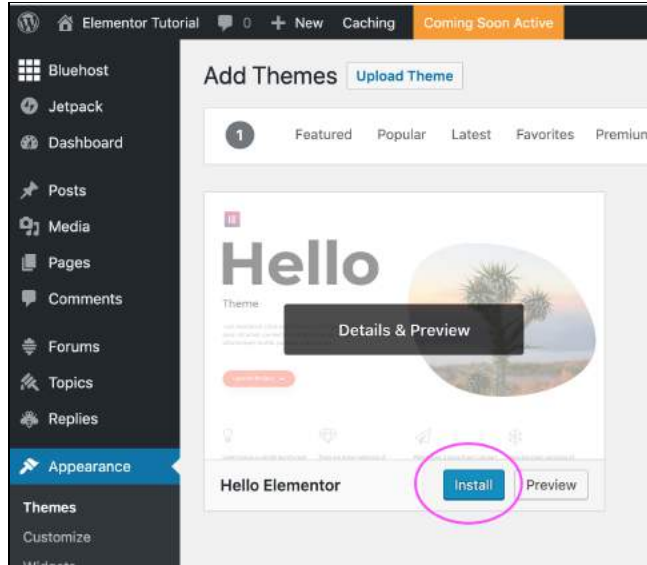 Elementor Tutorial 0 + New Caching Coming Soon Active
Bluehost
Jetpack
Dashboard
Posts
Media
Pages
Comments
Forums
Topics
Replies
Appearance
Themes
Customize
Widgets
Add Themes Upload Theme
1 Featured Popular Latest Favorites Premium
Hello
Theme
Details & Preview
Hello Elementor Install Preview